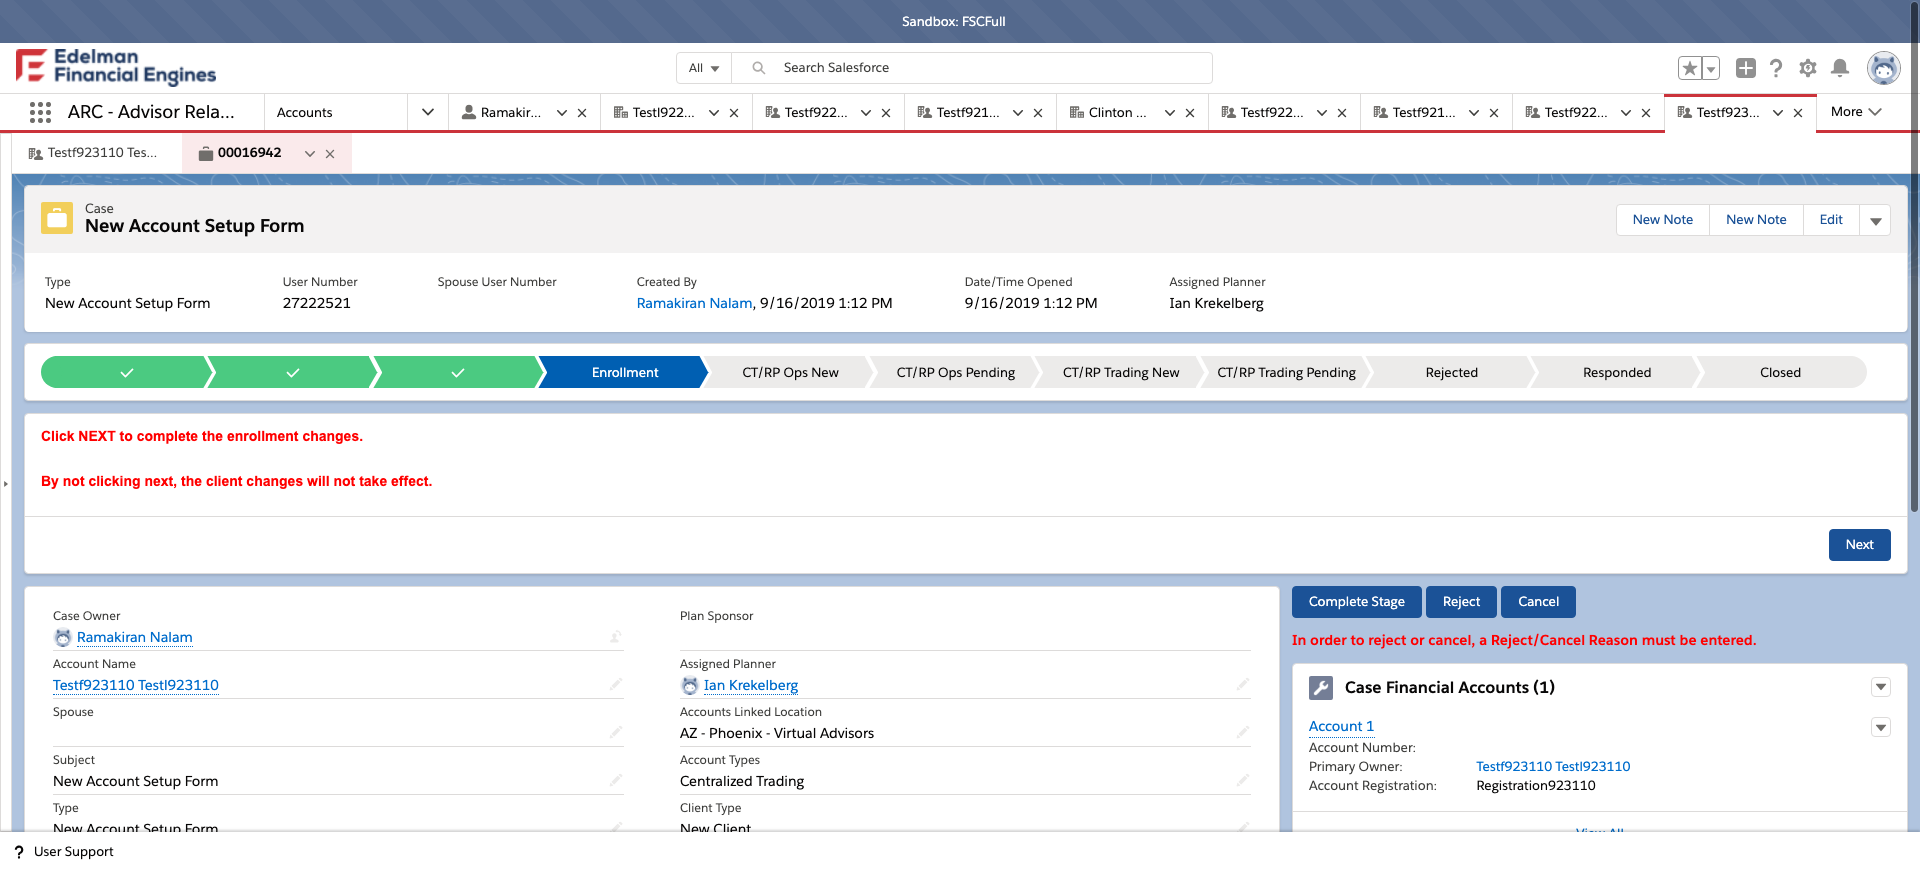 Sandbox: FSCFull
Edelman
Financial Engines
All
Search Salesforce
ARC - Advisor Rela...
Accounts
Ramakir...
Testl922...
Testf922...
Testf921...
Clinton ...
Testf922...
Testf921...
Testf922...
Testf923...
More
Testf923110 Tes...
00016942
Case
New Account Setup Form
New Note
New Note
Edit
Type
User Number
Spouse User Number
Created By
Date/Time Opened
Assigned Planner
New Account Setup Form
27222521
Ramakiran Nalam, 9/16/2019 1:12 PM
9/16/2019 1:12 PM
Ian Krekelberg
Enrollment
CT/RP Ops New
CT/RP Ops Pending
CT/RP Trading New
CT/RP Trading Pending
Rejected
Responded
Closed
Click NEXT to complete the enrollment changes.
By not clicking next, the client changes will not take effect.
Next
Case Owner
Ramakiran Nalam
Account Name
Testf923110 Testl923110
Spouse
Subject
New Account Setup Form
Type
New Account Setup Form
Plan Sponsor
Assigned Planner
Ian Krekelberg
Accounts Linked Location
AZ - Phoenix - Virtual Advisors
Account Types
Centralized Trading
Client Type
New Client
Complete Stage
Reject
Cancel
In order to reject or cancel, a Reject/Cancel Reason must be entered.
Case Financial Accounts (1)
Account 1
Account Number:
Primary Owner: Testf923110 Testl923110
Account Registration: Registration923110
View All
? User Support